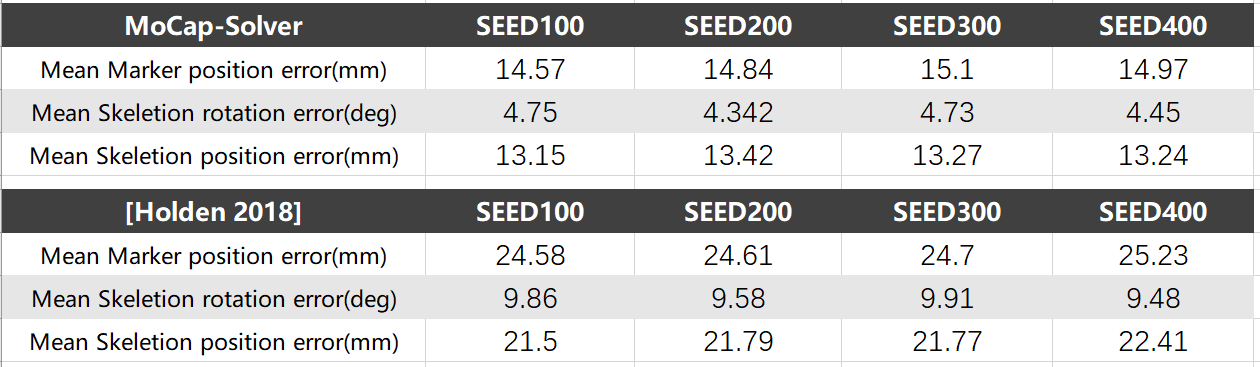 MoCap-Solver SEED100 SEED200 SEED300 SEED400
Mean Marker position error(mm) 14.57 14.84 15.1 14.97
Mean Skeletion rotation error(deg) 4.75 4.342 4.73 4.45
Mean Skeletion position error(mm) 13.15 13.42 13.27 13.24
[Holden 2018] SEED100 SEED200 SEED300 SEED400
Mean Marker position error(mm) 24.58 24.61 24.7 25.23
Mean Skeletion rotation error(deg) 9.86 9.58 9.91 9.48
Mean Skeletion position error(mm) 21.5 21.79 21.77 22.41